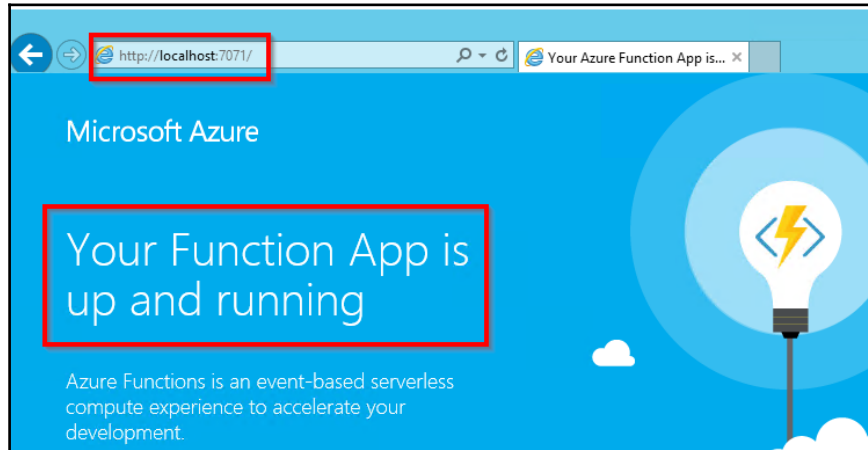 http://localhost:7071/
Your Azure Function App is...
Microsoft Azure
Your Function App is
up and running
Azure Functions is an event-based serverless
compute experience to accelerate your
development.